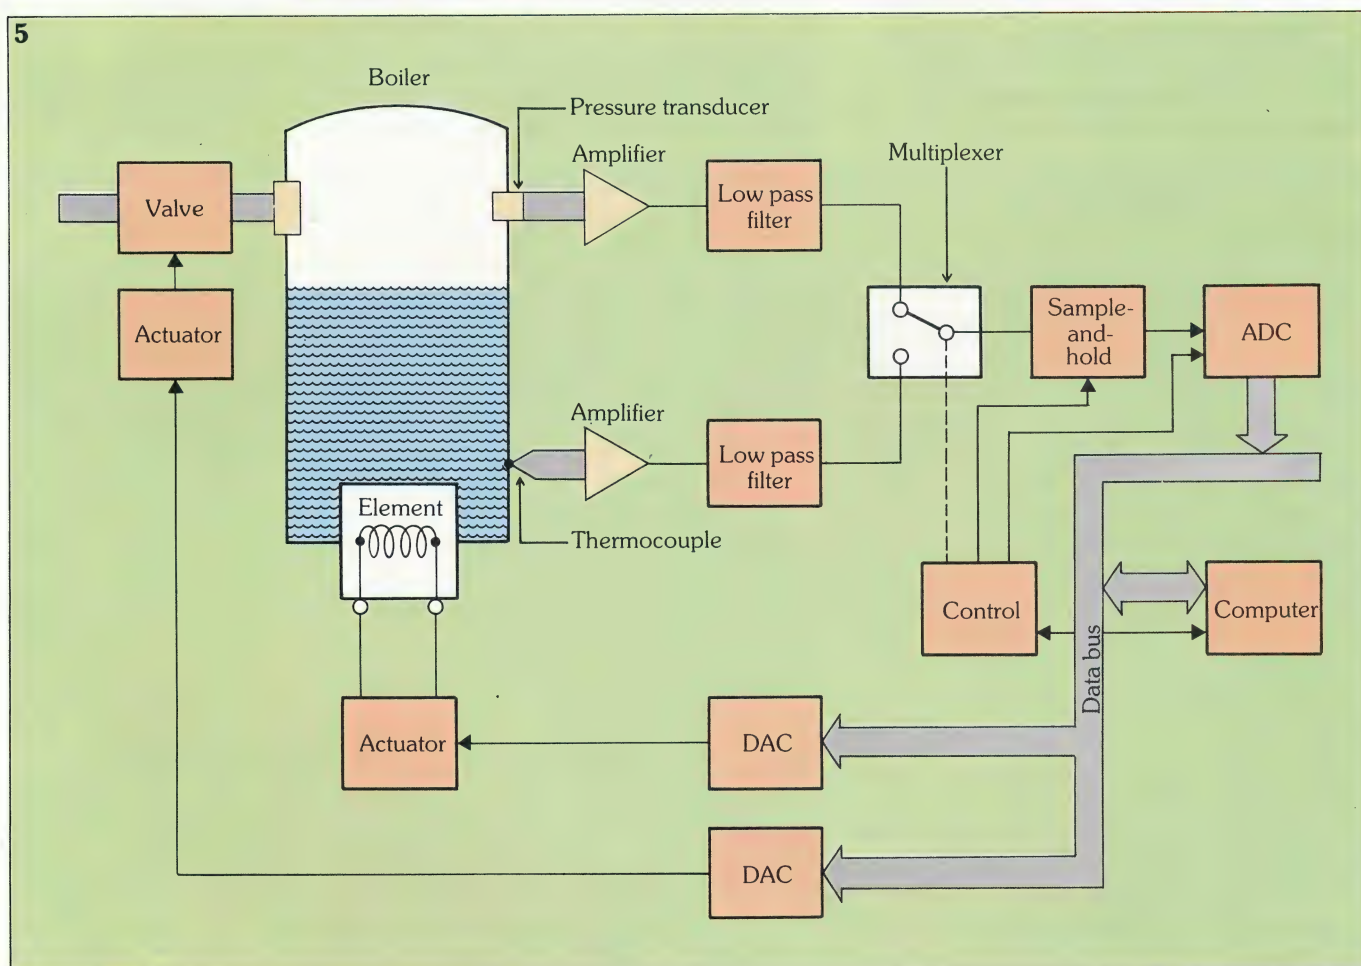 5
Boiler
Pressure transducer
Amplifier
Multiplexer
Valve
Low pass
filter
Actuator
Sample-
and-
hold
ADC
Amplifier
Low pass
filter
Element
Thermocouple
Control
Computer
Data bus
Actuator
DAC
DAC